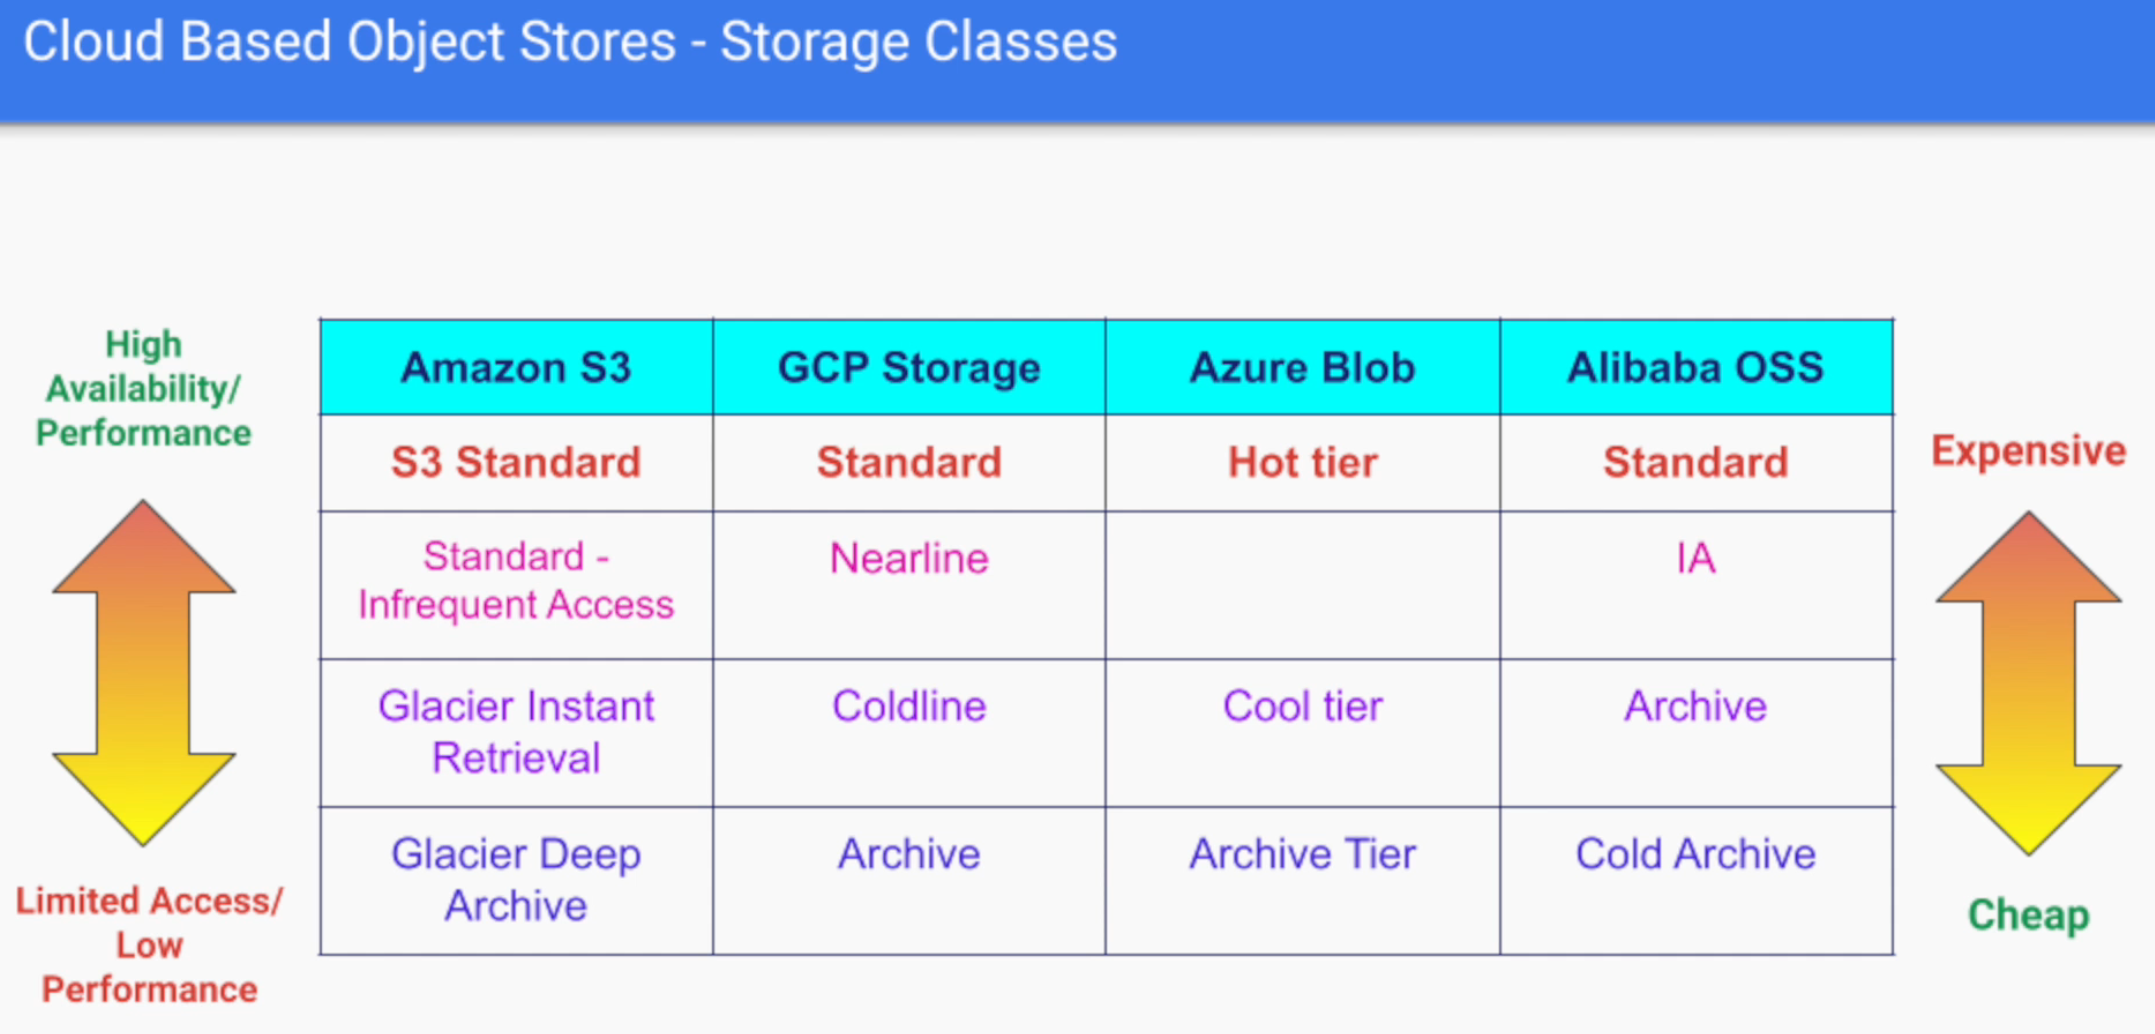 Cloud Based Object Stores - Storage Classes
High
Availability/
Performance
Limited Access/
Low
Performance
Amazon S3 GCP Storage Azure Blob Alibaba OSS
S3 Standard Standard Hot tier Standard
Standard -
Infrequent Access
Nearline
IA
Glacier Instant
Retrieval
Coldline
Cool tier
Archive
Glacier Deep
Archive
Archive
Archive Tier
Cold Archive
Expensive
Cheap